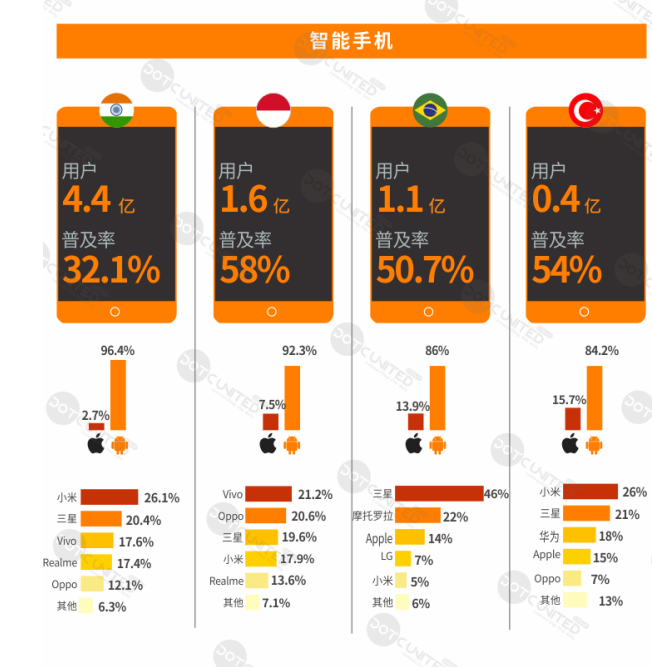 智能手机
用户
4.4 亿
普及率
32.1%
96.4%
2.7%
小米 26.1%
三星 20.4%
Vivo 17.6%
Realme 17.4%
Oppo 12.1%
其他 6.3%
用户
1.6 亿
普及率
58%
92.3%
7.5%
Vivo 21.2%
Oppo 20.6%
三星 19.6%
小米 17.9%
Realme 13.6%
其他 7.1%
用户
1.1 亿
普及率
50.7%
86%
13.9%
三星 46%
摩托罗拉 22%
Apple 14%
LG 7%
小米 5%
其他 6%
用户
0.4 亿
普及率
54%
84.2%
15.7%
小米 26%
三星 21%
华为 18%
Apple 15%
Oppo 7%
其他 13%
DOTCUNITED